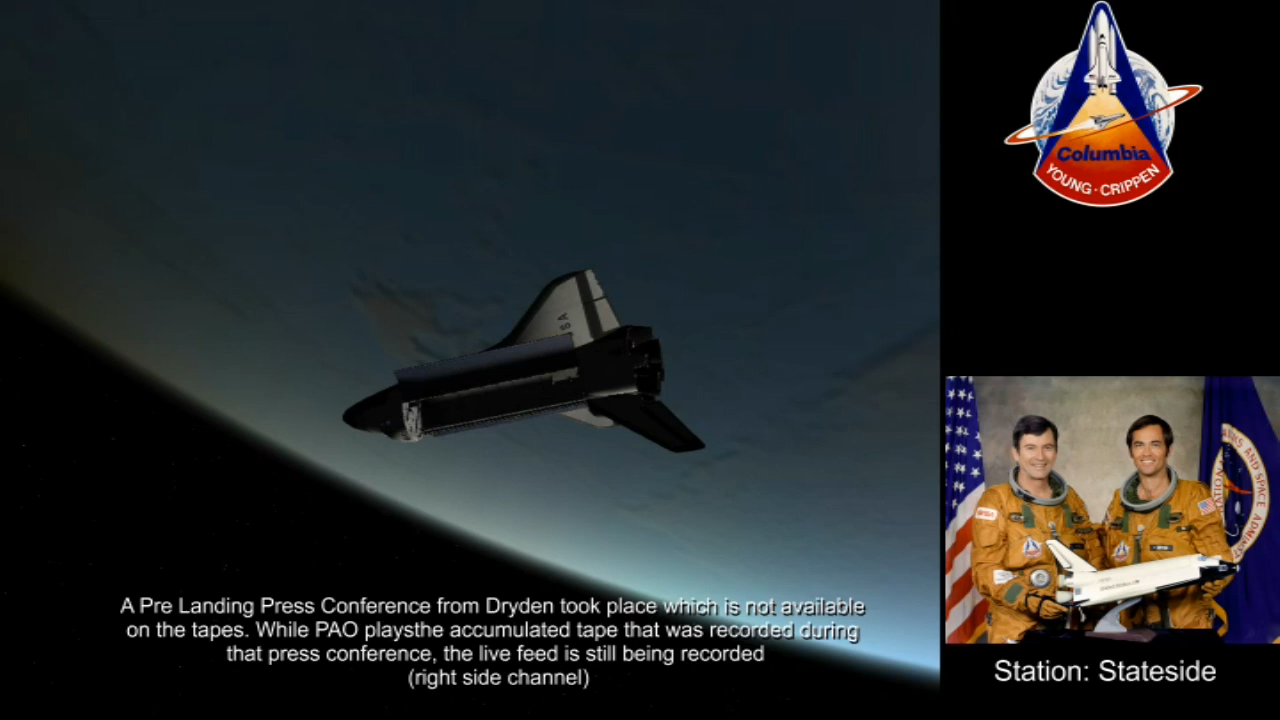 Columbia
YOUNG · CRIPPEN
SA
A Pre Landing Press Conference from Dryden took place which is not available
on the tapes. While PAO playsthe accumulated tape that was recorded during
that press conference, the live feed is still being recorded
(right side channel)
NASA
Station: Stateside